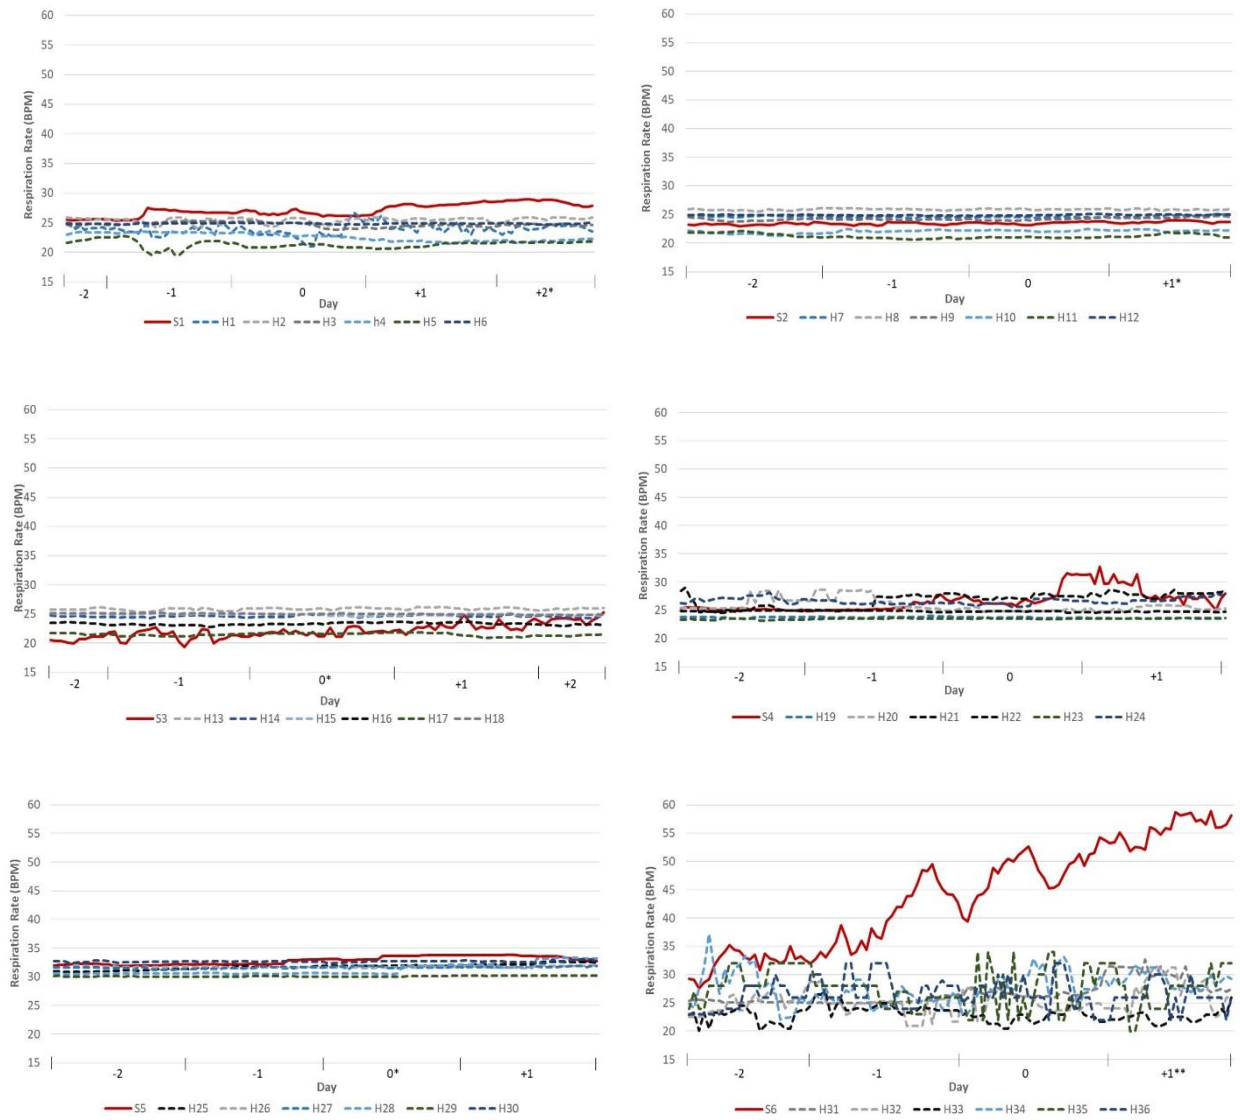 Respiration Rate (BPM)
60
55
50
45
40
35
30
25
20
15
-2 -1 0 +1 +2*
Day
S1 H1 H2 H3 h4 H5 H6
Respiration Rate (BPM)
60
55
50
45
40
35
30
25
20
15
-2 -1 0 +1*
Day
S2 H7 H8 H9 H10 H11 H12
Respiration Rate (BPM)
60
55
50
45
40
35
30
25
20
15
-2 -1 0* +1 +2
Day
S3 H13 H14 H15 H16 H17 H18
Respiration Rate (BPM)
60
55
50
45
40
35
30
25
20
15
-2 -1 0 +1
Day
S4 H19 H20 H21 H22 H23 H24
Respiration Rate (BPM)
60
55
50
45
40
35
30
25
20
15
-2 -1 0* +1
Day
S5 H25 H26 H27 H28 H29 H30
Respiration Rate (BPM)
60
55
50
45
40
35
30
25
20
15
-2 -1 0 +1**
Day
S6 H31 H32 H33 H34 H35 H36